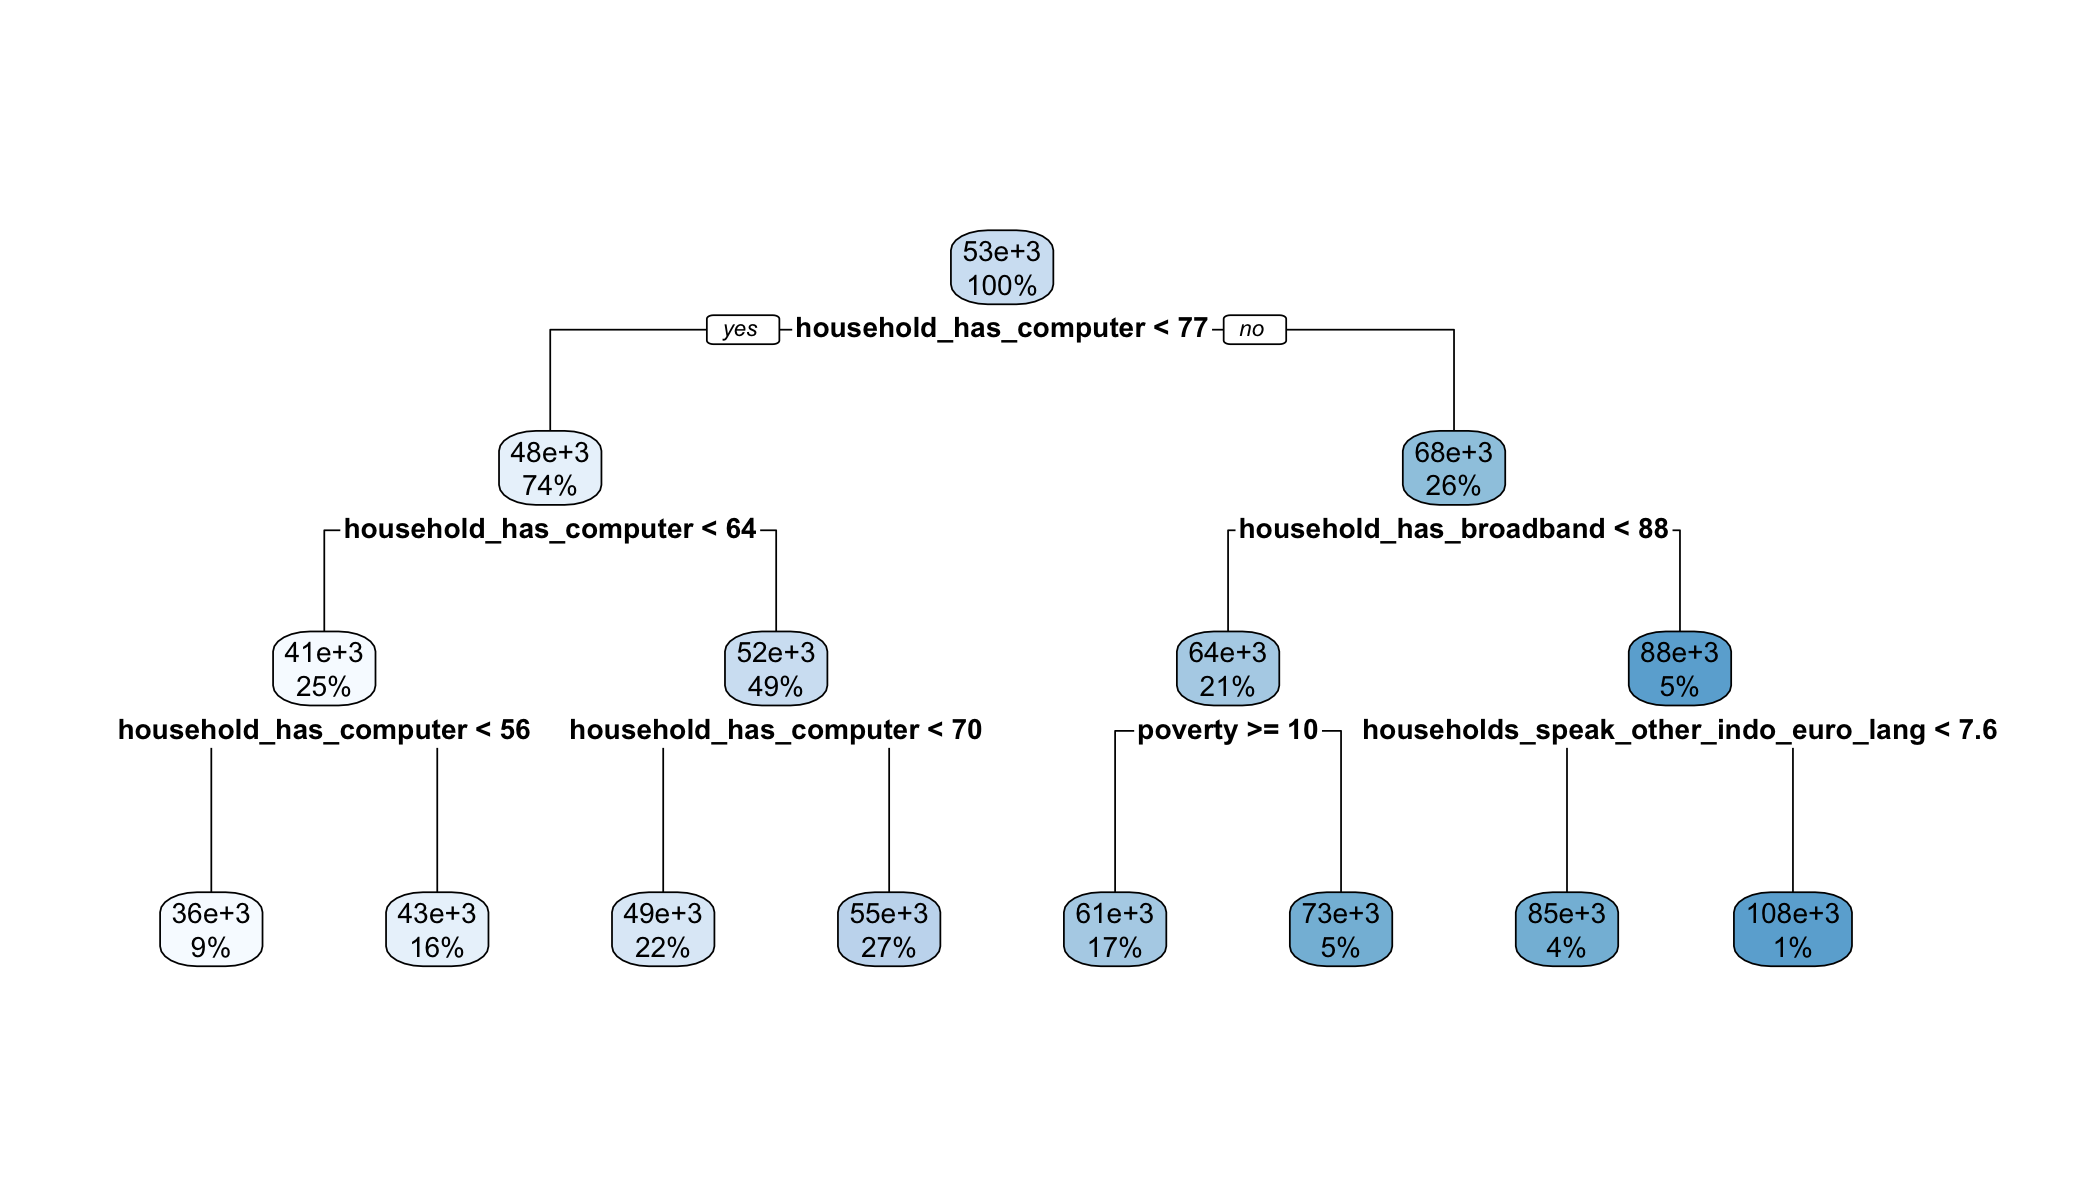 53e+3
100%
yes household_has_computer < 77 no
48e+3 68e+3
74% 26%
household_has_computer < 64 household_has_broadband < 88
41e+3 52e+3 64e+3 88e+3
25% 49% 21% 5%
household_has_computer < 56 household_has_computer < 70 poverty >= 10 households_speak_other_indo_euro_lang < 7.6
36e+3 43e+3 49e+3 55e+3 61e+3 73e+3 85e+3 108e+3
9% 16% 22% 27% 17% 5% 4% 1%